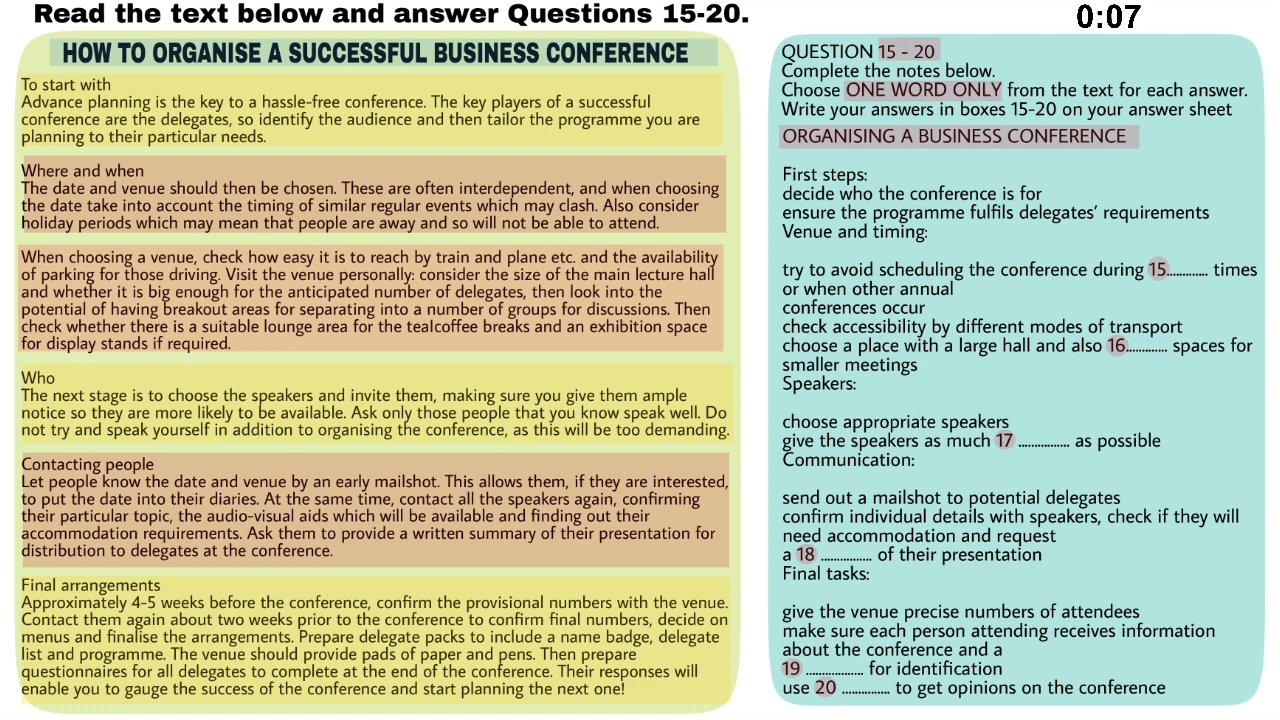 Read the text below and answer Questions 15-20.
0:07
HOW TO ORGANISE A SUCCESSFUL BUSINESS CONFERENCE
To start with
Advance planning is the key to a hassle-free conference. The key players of a successful
conference are the delegates, so identify the audience and then tailor the programme you are
planning to their particular needs.
Where and when
The date and venue should then be chosen. These are often interdependent, and when choosing
the date take into account the timing of similar regular events which may clash. Also consider
holiday periods which may mean that people are away and so will not be able to attend.
When choosing a venue, check how easy it is to reach by train and plane etc. and the availability
of parking for those driving. Visit the venue personally: consider the size of the main lecture hall
and whether it is big enough for the anticipated number of delegates, then look into the
potential of having breakout areas for separating into a number of groups for discussions. Then
check whether there is a suitable lounge area for the tealcoffee breaks and an exhibition space
for display stands if required.
Who
The next stage is to choose the speakers and invite them, making sure you give them ample
notice so they are more likely to be available. Ask only those people that you know speak well. Do
not try and speak yourself in addition to organising the conference, as this will be too demanding.
Contacting people
Let people know the date and venue by an early mailshot. This allows them, if they are interested,
to put the date into their diaries. At the same time, contact all the speakers again, confirming
their particular topic, the audio-visual aids which will be available and finding out their
accommodation requirements. Ask them to provide a written summary of their presentation for
distribution to delegates at the conference.
Final arrangements
Approximately 4-5 weeks before the conference, confirm the provisional numbers with the venue.
Contact them again about two weeks prior to the conference to confirm final numbers, decide on
menus and finalise the arrangements. Prepare delegate packs to include a name badge, delegate
list and programme. The venue should provide pads of paper and pens. Then prepare
questionnaires for all delegates to complete at the end of the conference. Their responses will
enable you to gauge the success of the conference and start planning the next one!
QUESTION 15 - 20
Complete the notes below.
Choose ONE WORD ONLY from the text for each answer.
Write your answers in boxes 15-20 on your answer sheet
ORGANISING A BUSINESS CONFERENCE
First steps:
decide who the conference is for
ensure the programme fulfils delegates' requirements
Venue and timing:
try to avoid scheduling the conference during 15............. times
or when other annual
conferences occur
check accessibility by different modes of transport
choose a place with a large hall and also 16............. spaces for
smaller meetings
Speakers:
choose appropriate speakers
give the speakers as much 17 ................ as possible
Communication:
send out a mailshot to potential delegates
confirm individual details with speakers, check if they will
need accommodation and request
a 18 ................ of their presentation
Final tasks:
give the venue precise numbers of attendees
make sure each person attending receives information
about the conference and a
19 .................. for identification
use 20 ............... to get opinions on the conference